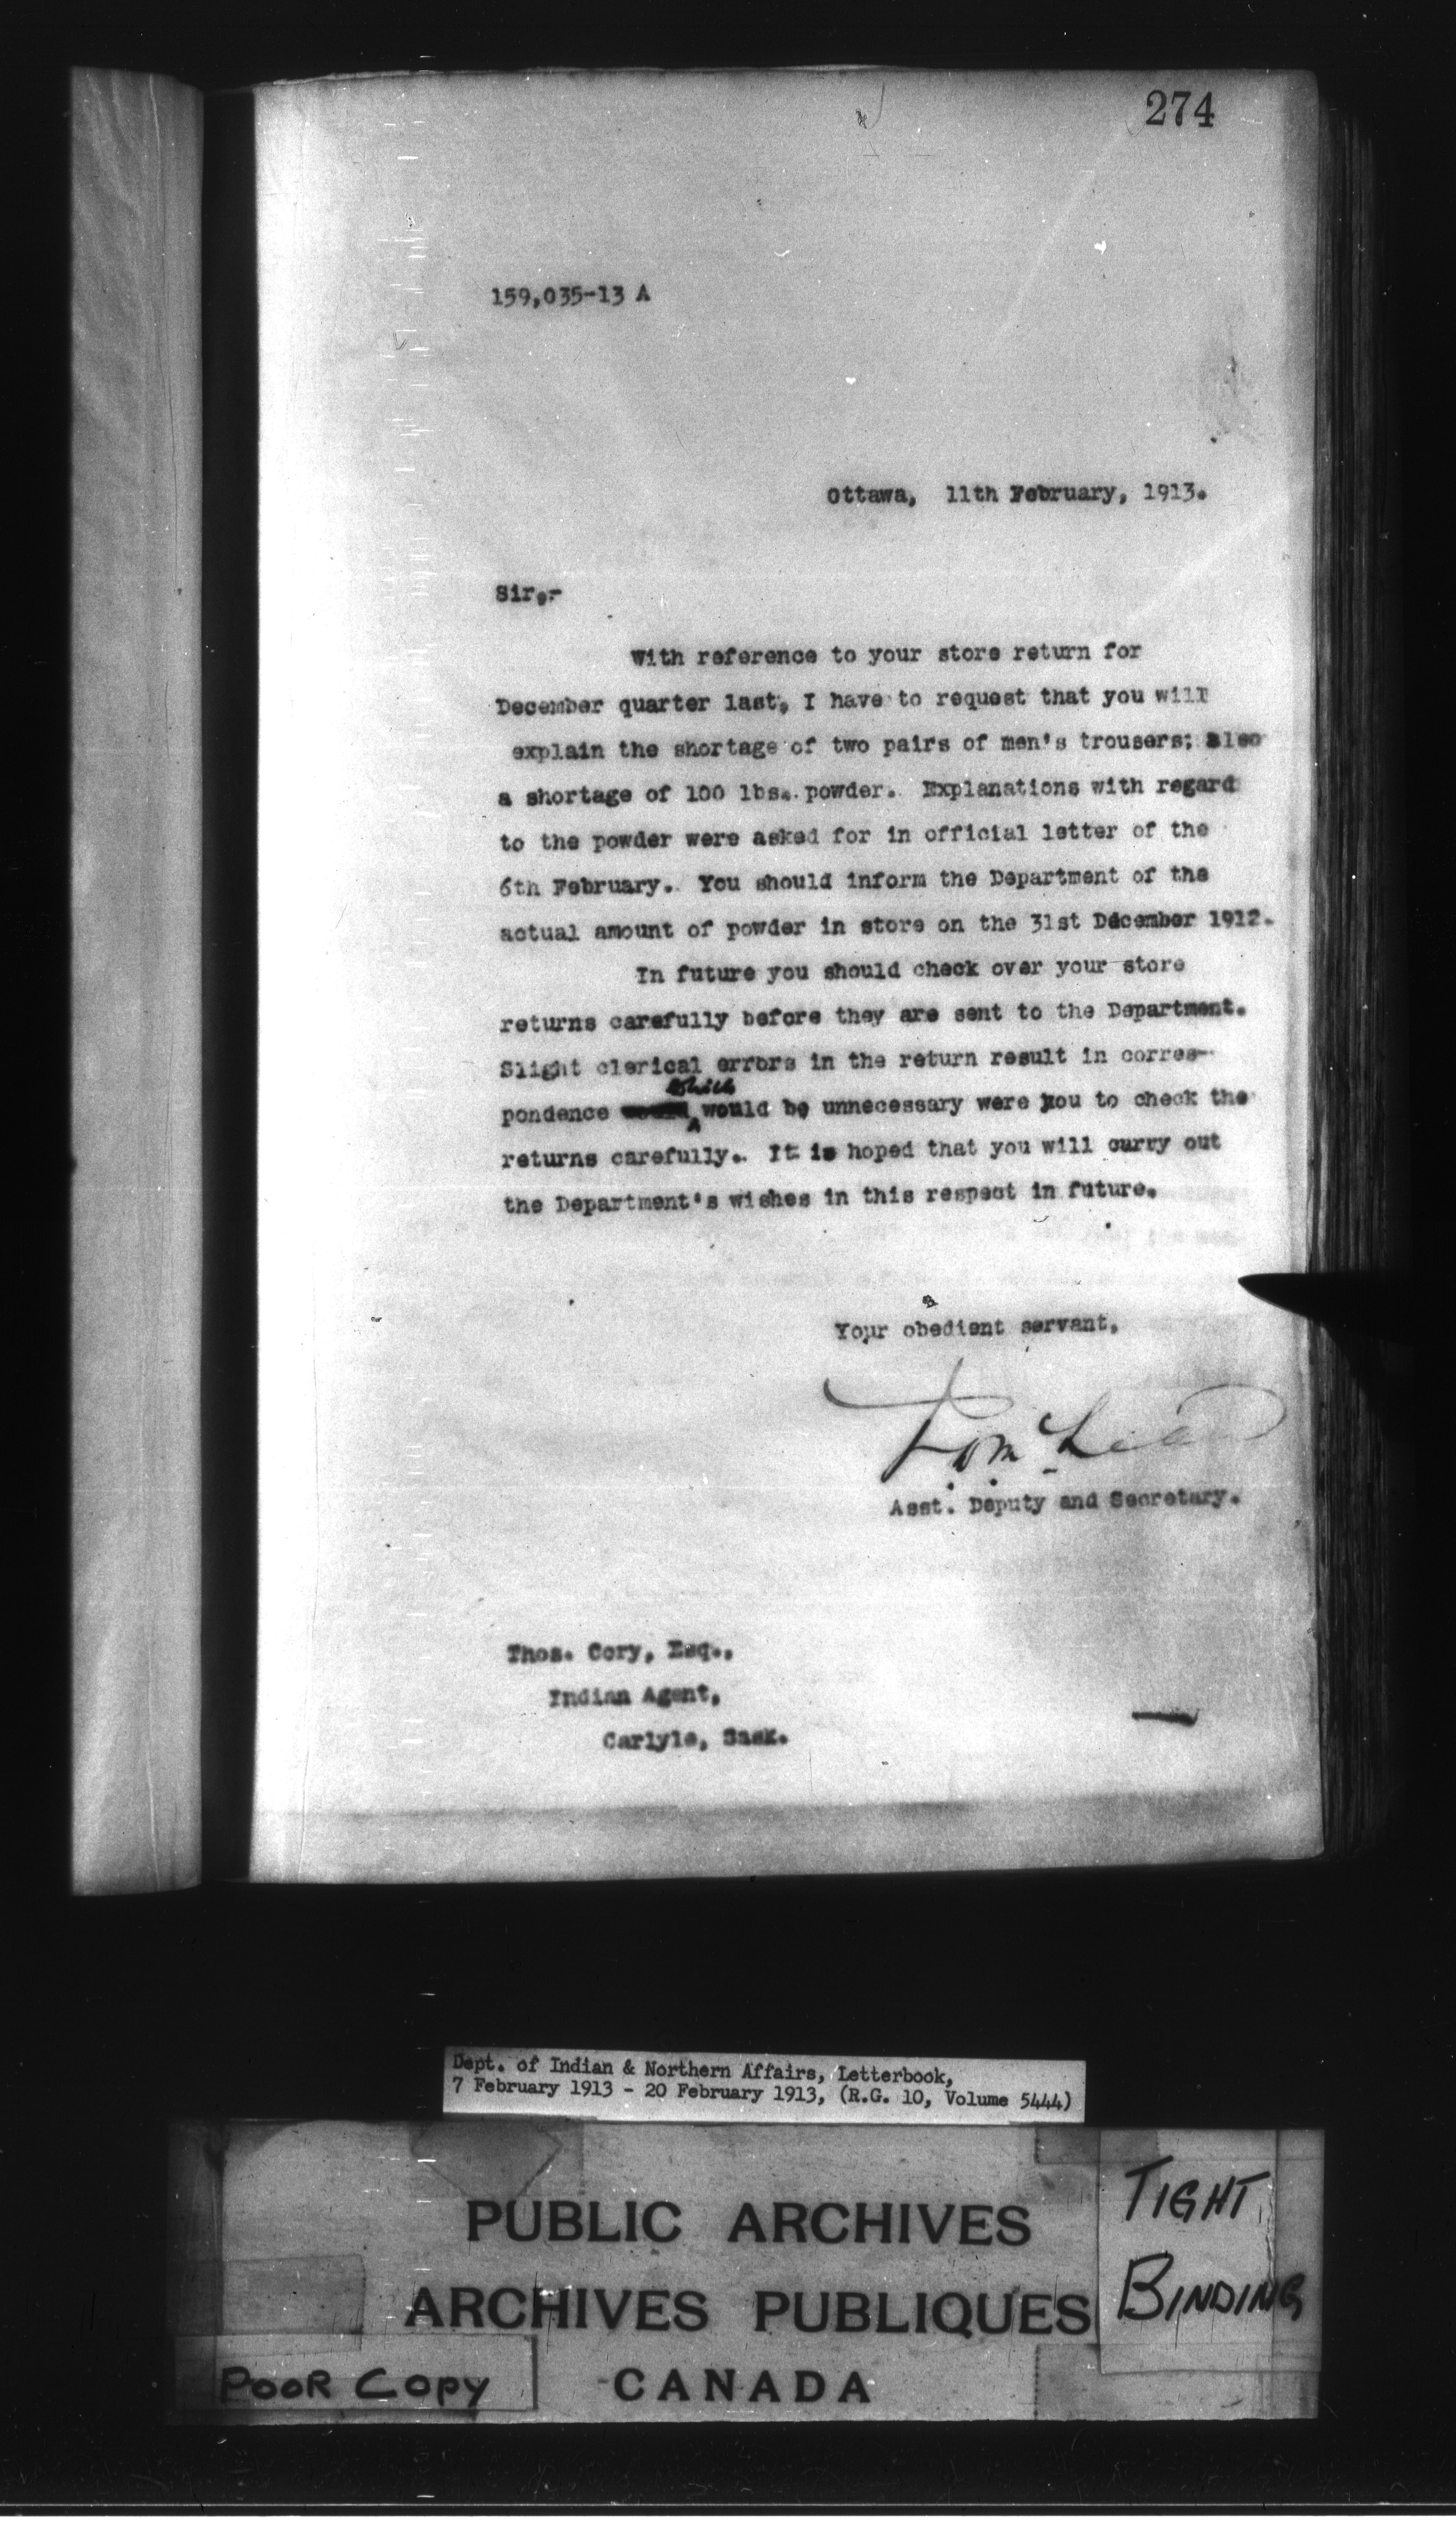 274
159,035-13 A
Ottawa, 11th February, 1913.
Sir,-
With reference to your store return for
December quarter last, I have to request that you will
explain the shortage of two pairs of men's trousers; also
a shortage of 100 lbs. powder. Explanations with regard
to the powder were asked for in official letter of the
6th February. You should inform the Department of the
actual amount of powder in store on the 31st December 1912.
In future you should check over your store
returns carefully before they are sent to the Department.
Slight clerical errors in the return result in corres-
which
pondence would be unnecessary were you to check the
returns carefully. It is hoped that you will carry out
the Department's wishes in this respect in future.
Your obedient servant,
Asst. Deputy and Secretary.
Thos. Cory, Esq.,
Indian Agent,
Carlyle, Sask.
Dept. of Indian & Northern Affairs, Letterbook,
7 February 1913 - 20 February 1913, (R.G. 10, Volume 5444)
PUBLIC ARCHIVES
ARCHIVES PUBLIQUES
CANADA
TIGHT
BINDING
POOR COPY